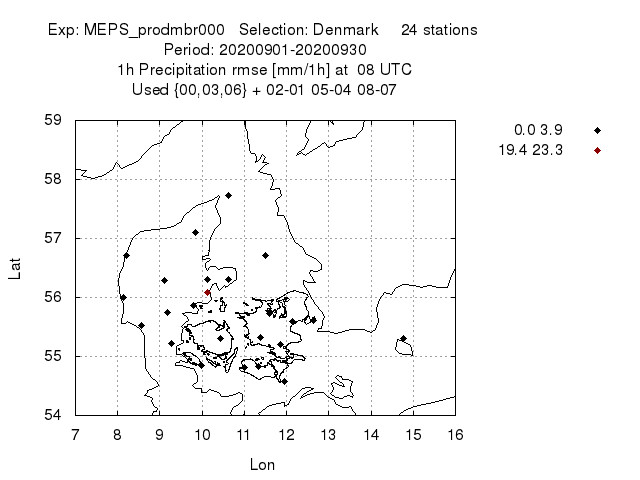 Exp: MEPS_prodmbr000 Selection: Denmark 24 stations
Period: 20200901-20200930
1h Precipitation rmse [mm/1h] at 08 UTC
Used {00,03,06} + 02-01 05-04 08-07
0.0 3.9
19.4 23.3
59
58
57
56
55
54
Lat
7 8 9 10 11 12 13 14 15 16
Lon